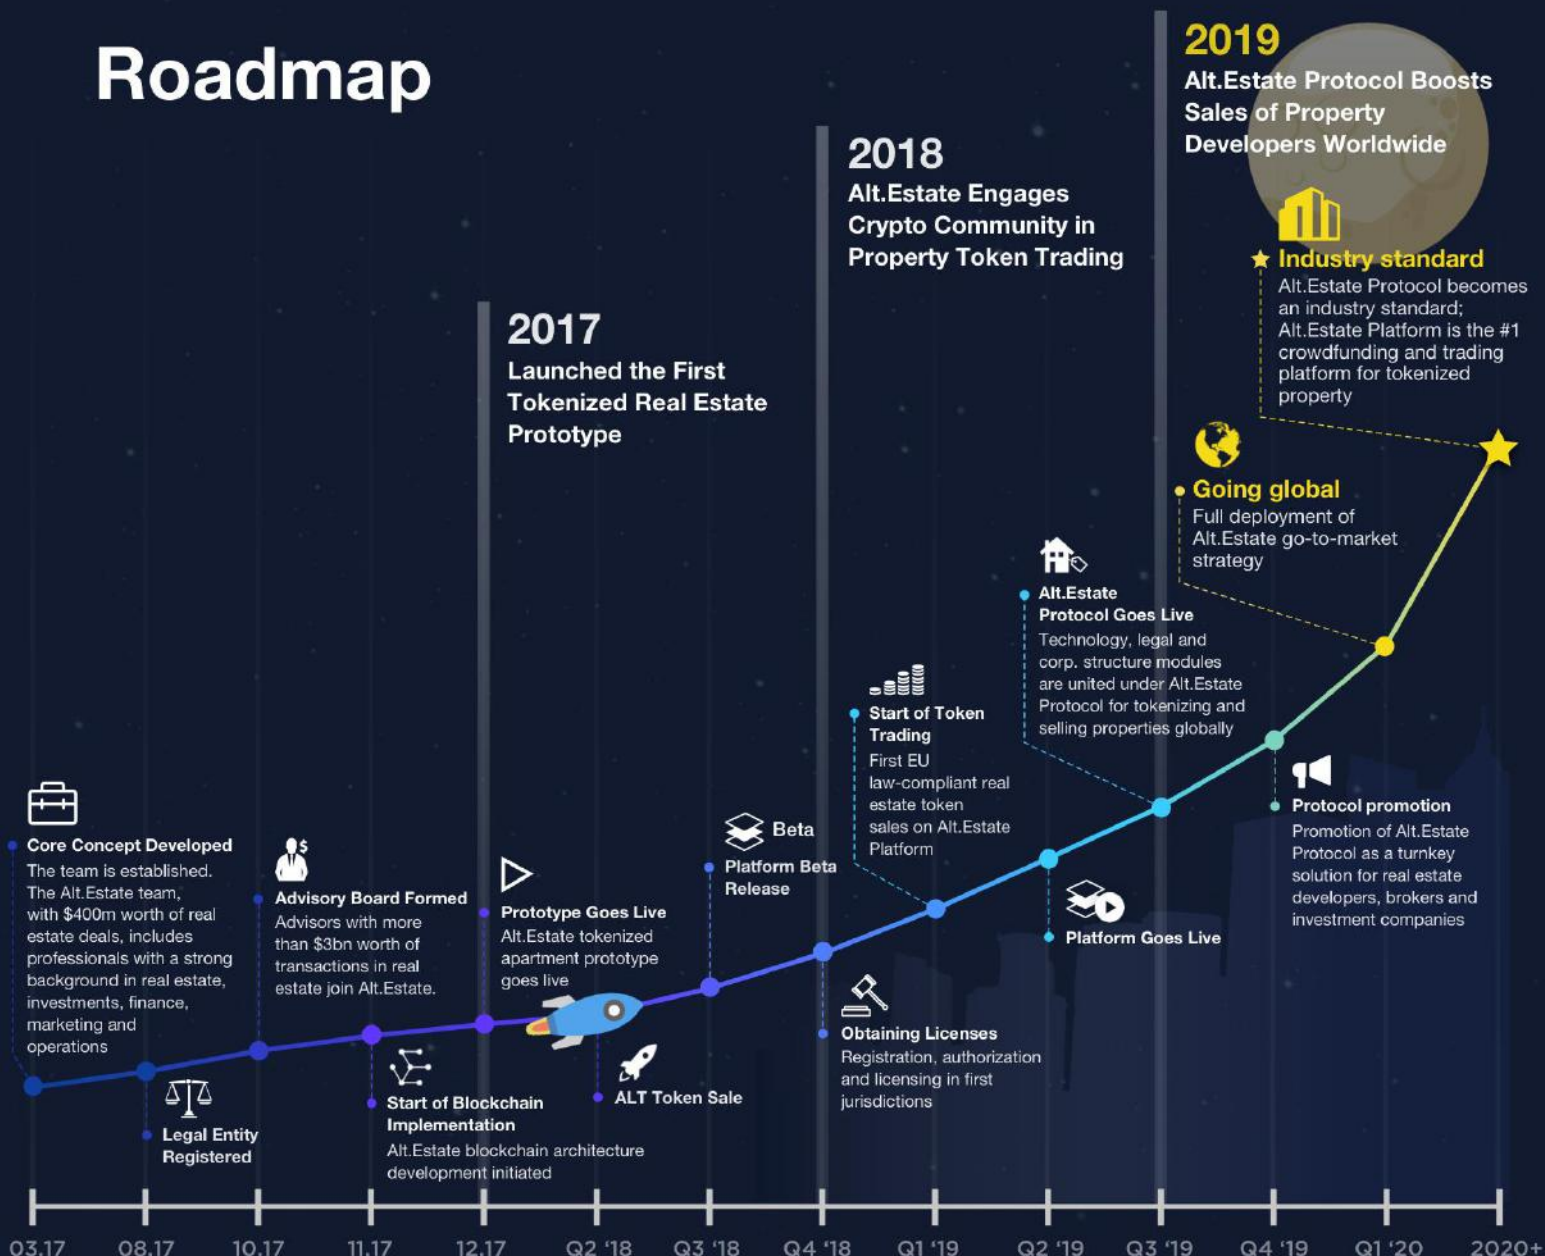 Roadmap
2019
Alt.Estate Protocol Boosts
Sales of Property
Developers Worldwide
2018
Alt.Estate Engages
Crypto Community in
Property Token Trading
2017
Launched the First
Tokenized Real Estate
Prototype
Industry standard
Alt.Estate Protocol becomes
an industry standard;
Alt.Estate Platform is the #1
crowdfunding and trading
platform for tokenized
property
Going global
Full deployment of
Alt.Estate go-to-market
strategy
Alt.Estate
Protocol Goes Live
Technology, legal and
corp. structure modules
are united under Alt.Estate
Protocol for tokenizing and
selling properties globally
Start of Token
Trading
First EU
law-compliant real
estate token
sales on Alt.Estate
Platform
Protocol promotion
Promotion of Alt.Estate
Protocol as a turnkey
solution for real estate
developers, brokers and
investment companies
Beta
Platform Beta
Release
Platform Goes Live
Core Concept Developed
The team is established.
The Alt.Estate team,
with $400m worth of real
estate deals, includes
professionals with a strong
background in real estate,
investments, finance,
marketing and
operations
$
Advisory Board Formed
Advisors with more
than $3bn worth of
transactions in real
estate join Alt.Estate.
Prototype Goes Live
Alt.Estate tokenized
apartment prototype
goes live
Obtaining Licenses
Registration, authorization
and licensing in first
jurisdictions
Legal Entity
Registered
Start of Blockchain
Implementation
Alt.Estate blockchain architecture
development initiated
ALT Token Sale
03.17 08.17 10.17 11.17 12.17 Q2 '18 Q3 '18 Q4 '18 Q1 '19 Q2 '19 Q3 '19 Q4 '19 Q1 '20 2020+